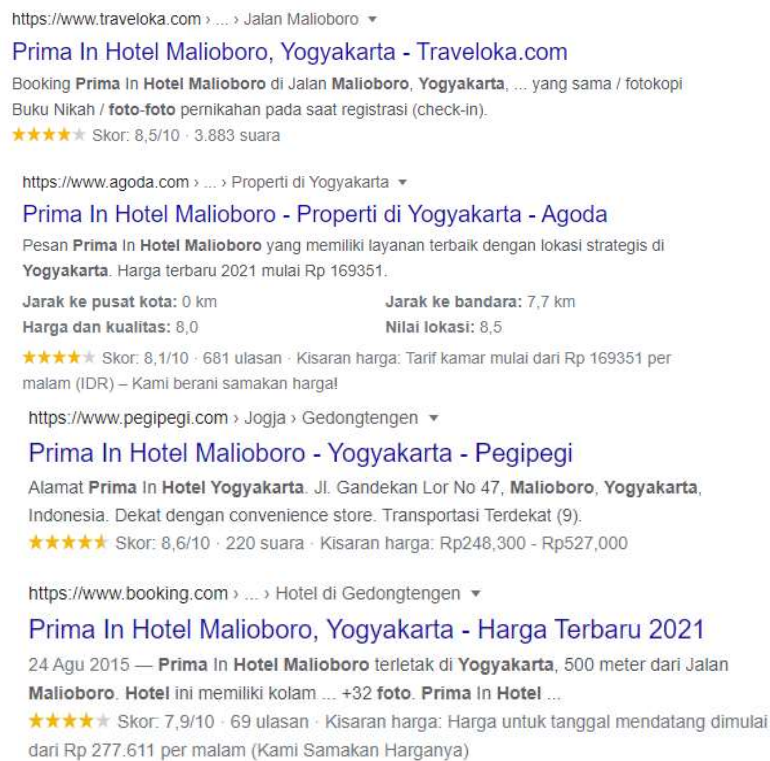 https://www.traveloka.com › ... › Jalan Malioboro
Prima In Hotel Malioboro, Yogyakarta - Traveloka.com
Booking Prima In Hotel Malioboro di Jalan Malioboro, Yogyakarta, ... yang sama / fotokopi
Buku Nikah / foto-foto pernikahan pada saat registrasi (check-in).
Skor: 8,5/10 · 3.883 suara
https://www.agoda.com › ... › Properti di Yogyakarta
Prima In Hotel Malioboro - Properti di Yogyakarta - Agoda
Pesan Prima In Hotel Malioboro yang memiliki layanan terbaik dengan lokasi strategis di
Yogyakarta. Harga terbaru 2021 mulai Rp 169351.
Jarak ke pusat kota: 0 km Jarak ke bandara: 7,7 km
Harga dan kualitas: 8,0 Nilai lokasi: 8,5
Skor: 8,1/10 · 681 ulasan · Kisaran harga: Tarif kamar mulai dari Rp 169351 per
malam (IDR) – Kami berani samakan harga!
https://www.pegipegi.com › Jogja › Gedongtengen
Prima In Hotel Malioboro - Yogyakarta - Pegipegi
Alamat Prima In Hotel Yogyakarta. Jl. Gandekan Lor No 47, Malioboro, Yogyakarta,
Indonesia. Dekat dengan convenience store. Transportasi Terdekat (9).
Skor: 8,6/10 · 220 suara · Kisaran harga: Rp248,300 - Rp527,000
https://www.booking.com › ... › Hotel di Gedongtengen
Prima In Hotel Malioboro, Yogyakarta - Harga Terbaru 2021
24 Agu 2015 — Prima In Hotel Malioboro terletak di Yogyakarta, 500 meter dari Jalan
Malioboro. Hotel ini memiliki kolam ... +32 foto. Prima In Hotel ...
Skor: 7,9/10 · 69 ulasan · Kisaran harga: Harga untuk tanggal mendatang dimulai
dari Rp 277.611 per malam (Kami Samakan Harganya)